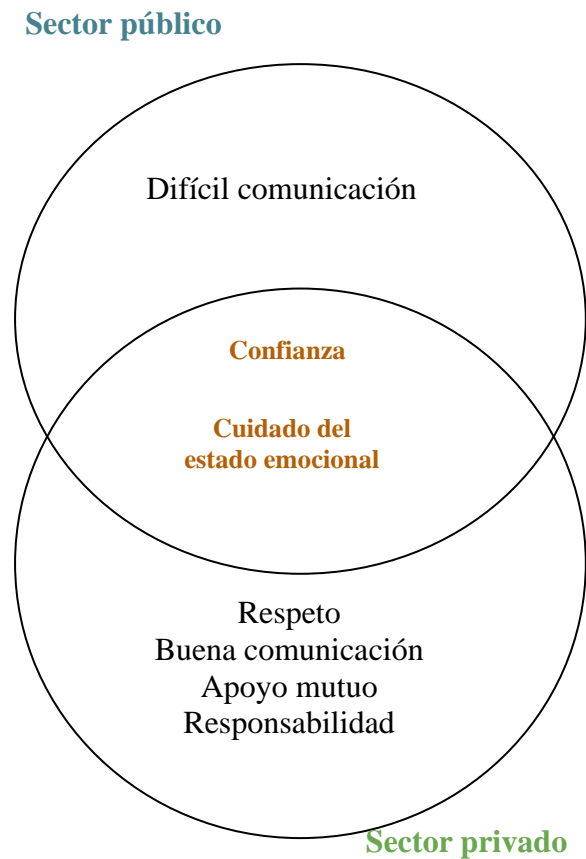 Sector público
Difícil comunicación
Confianza
Cuidado del
estado emocional
Respeto
Buena comunicación
Apoyo mutuo
Responsabilidad
Sector privado